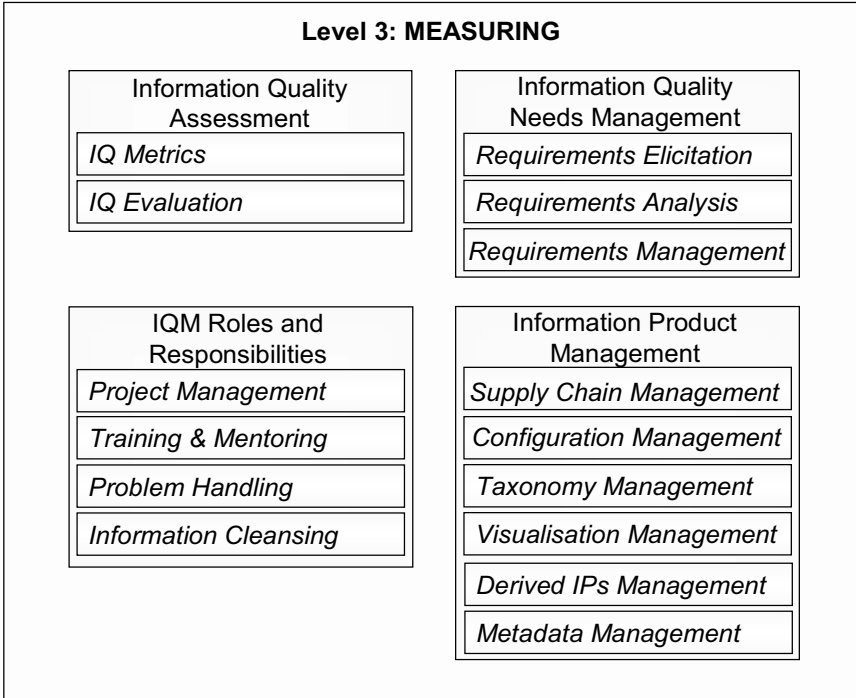 Level 3: MEASURING
Information Quality
Assessment
IQ Metrics
IQ Evaluation
Information Quality
Needs Management
Requirements Elicitation
Requirements Analysis
Requirements Management
IQM Roles and
Responsibilities
Project Management
Training & Mentoring
Problem Handling
Information Cleansing
Information Product
Management
Supply Chain Management
Configuration Management
Taxonomy Management
Visualisation Management
Derived IPs Management
Metadata Management